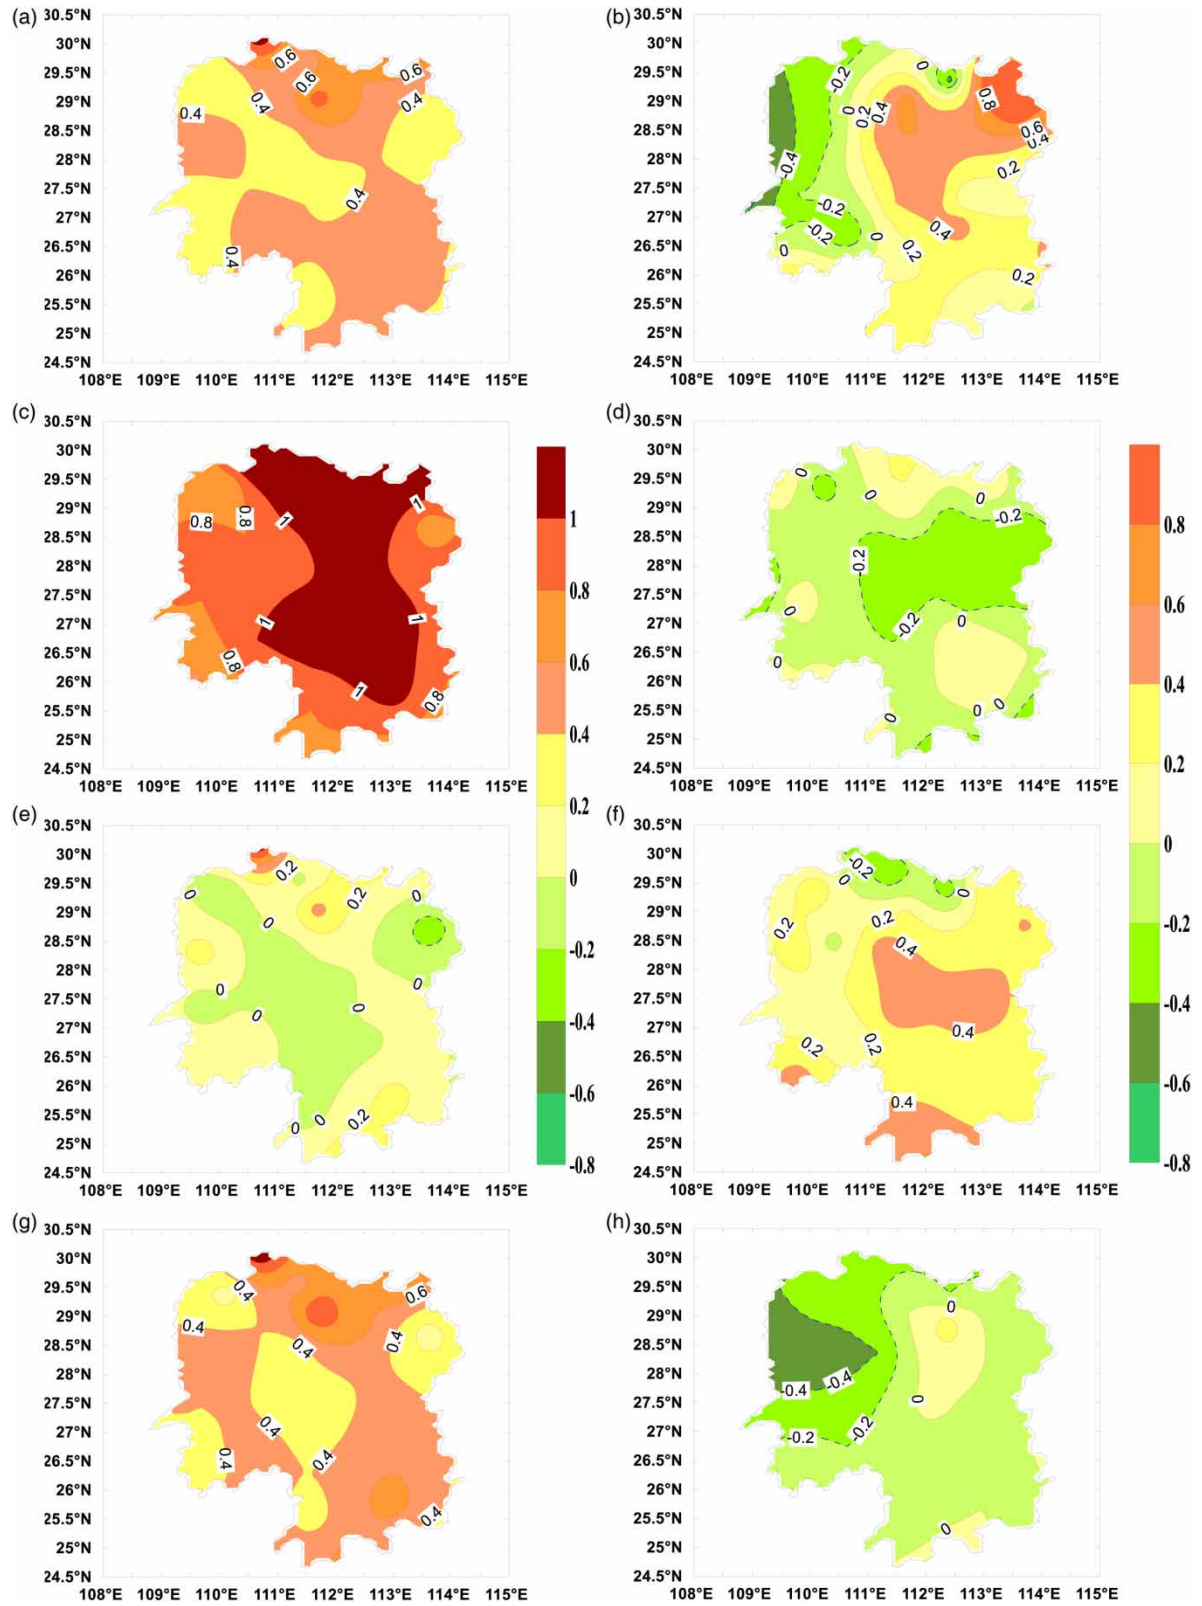 (a)
30.5°N
30°N
29.5°N
29°N
28.5°N
28°N
27.5°N
27°N
26.5°N
26°N
25.5°N
25°N
24.5°N
108°E 109°E 110°E 111°E 112°E 113°E 114°E 115°E
0.6
0.6
0.6
0.4
0.4
0.4
0.4
0.4
(b)
30.5°N
30°N
29.5°N
29°N
28.5°N
28°N
27.5°N
27°N
26.5°N
26°N
25.5°N
25°N
24.5°N
108°E 109°E 110°E 111°E 112°E 113°E 114°E 115°E
0
-0.2
0.8
0
0.2
0.4
0.6
0.4
-0.4
0.2
-0.2
-0.2
0.4
0
0
0.2
0.2
(c)
30.5°N
30°N
29.5°N
29°N
28.5°N
28°N
27.5°N
27°N
26.5°N
26°N
25.5°N
25°N
24.5°N
108°E 109°E 110°E 111°E 112°E 113°E 114°E 115°E
1
0.8
0.8
1
1
1
0.8
1
0.8
(d)
30.5°N
30°N
29.5°N
29°N
28.5°N
28°N
27.5°N
27°N
26.5°N
26°N
25.5°N
25°N
24.5°N
108°E 109°E 110°E 111°E 112°E 113°E 114°E 115°E
0
0
0
-0.2
-0.2
0
-0.2
0
0
0
0
0
1
0.8
0.6
0.4
0.2
0
-0.2
-0.4
-0.6
-0.8
0.8
0.6
0.4
0.2
0
-0.2
-0.4
-0.6
-0.8
(e)
30.5°N
30°N
29.5°N
29°N
28.5°N
28°N
27.5°N
27°N
26.5°N
26°N
25.5°N
25°N
24.5°N
108°E 109°E 110°E 111°E 112°E 113°E 114°E 115°E
0.2
0
0.2
0
0
0
0
0
0
0.2
0
0
(f)
30.5°N
30°N
29.5°N
29°N
28.5°N
28°N
27.5°N
27°N
26.5°N
26°N
25.5°N
25°N
24.5°N
108°E 109°E 110°E 111°E 112°E 113°E 114°E 115°E
-0.2
0
0
0.2
0.2
0.4
0.4
0.2
0.2
0.4
(g)
30.5°N
30°N
29.5°N
29°N
28.5°N
28°N
27.5°N
27°N
26.5°N
26°N
25.5°N
25°N
24.5°N
108°E 109°E 110°E 111°E 112°E 113°E 114°E 115°E
0.4
0.6
0.4
0.4
0.4
0.4
0.4
0.4
0.4
(h)
30.5°N
30°N
29.5°N
29°N
28.5°N
28°N
27.5°N
27°N
26.5°N
26°N
25.5°N
25°N
24.5°N
108°E 109°E 110°E 111°E 112°E 113°E 114°E 115°E
0
-0.4
-0.4
0
-0.2
-0.2
0